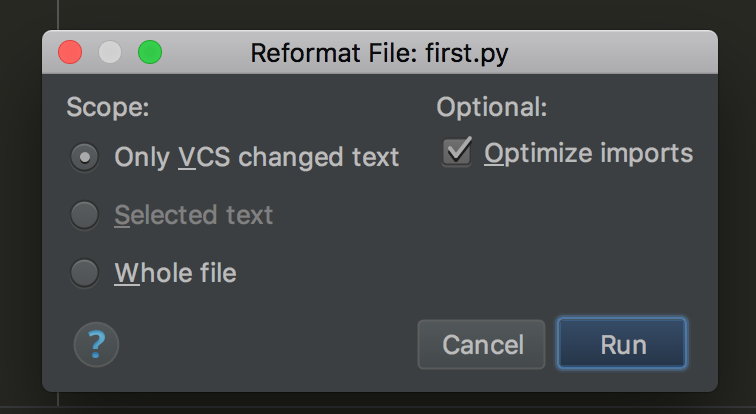 Reformat File: first.py
Scope:
Optional:
Only VCS changed text
Optimize imports
Selected text
Whole file
?
Cancel
Run